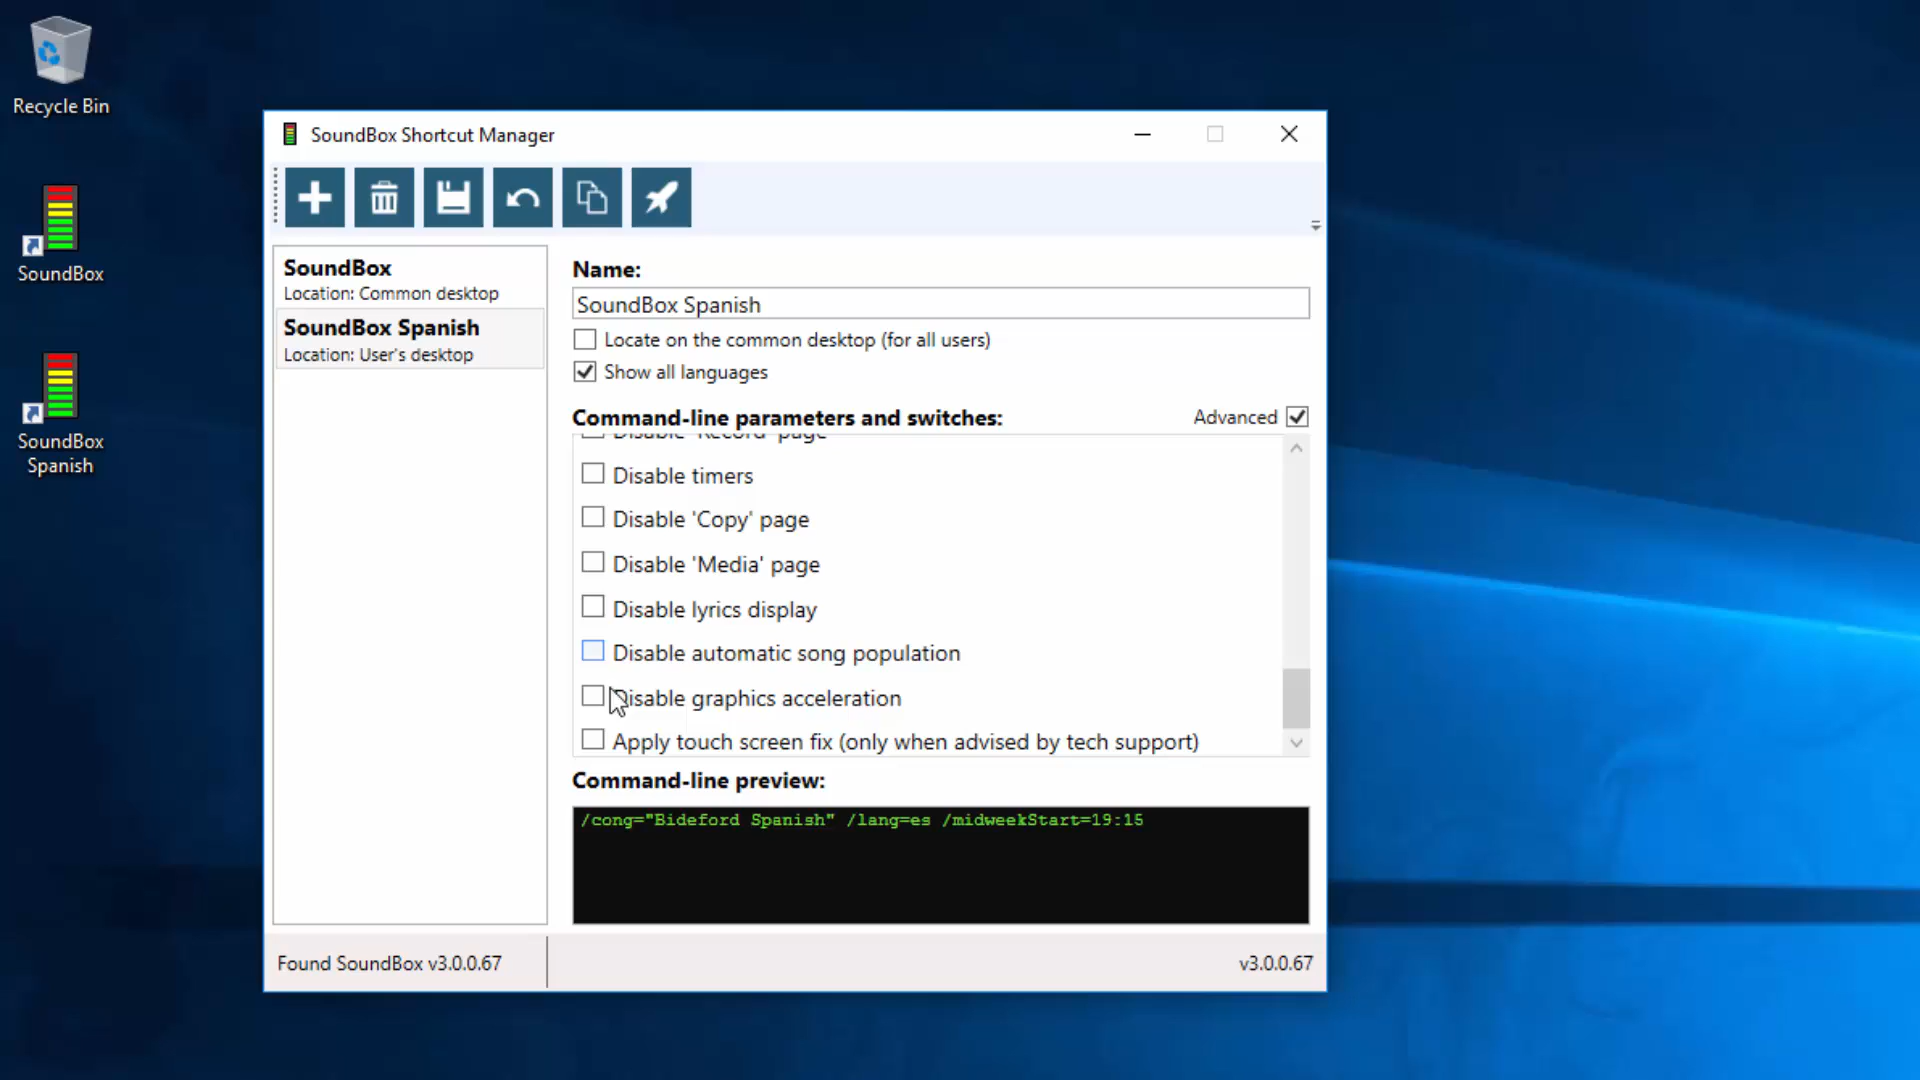 Recycle Bin
SoundBox
SoundBox
Spanish
SoundBox Shortcut Manager
SoundBox
Location: Common desktop
SoundBox Spanish
Location: User's desktop
Name:
SoundBox Spanish
Locate on the common desktop (for all users)
Show all languages
Command-line parameters and switches:
Advanced
Disable 'Record' page
Disable timers
Disable 'Copy' page
Disable 'Media' page
Disable lyrics display
Disable automatic song population
Disable graphics acceleration
Apply touch screen fix (only when advised by tech support)
Command-line preview:
/cong="Bideford Spanish" /lang=es /midweekStart=19:15
Found SoundBox v3.0.0.67
v3.0.0.67